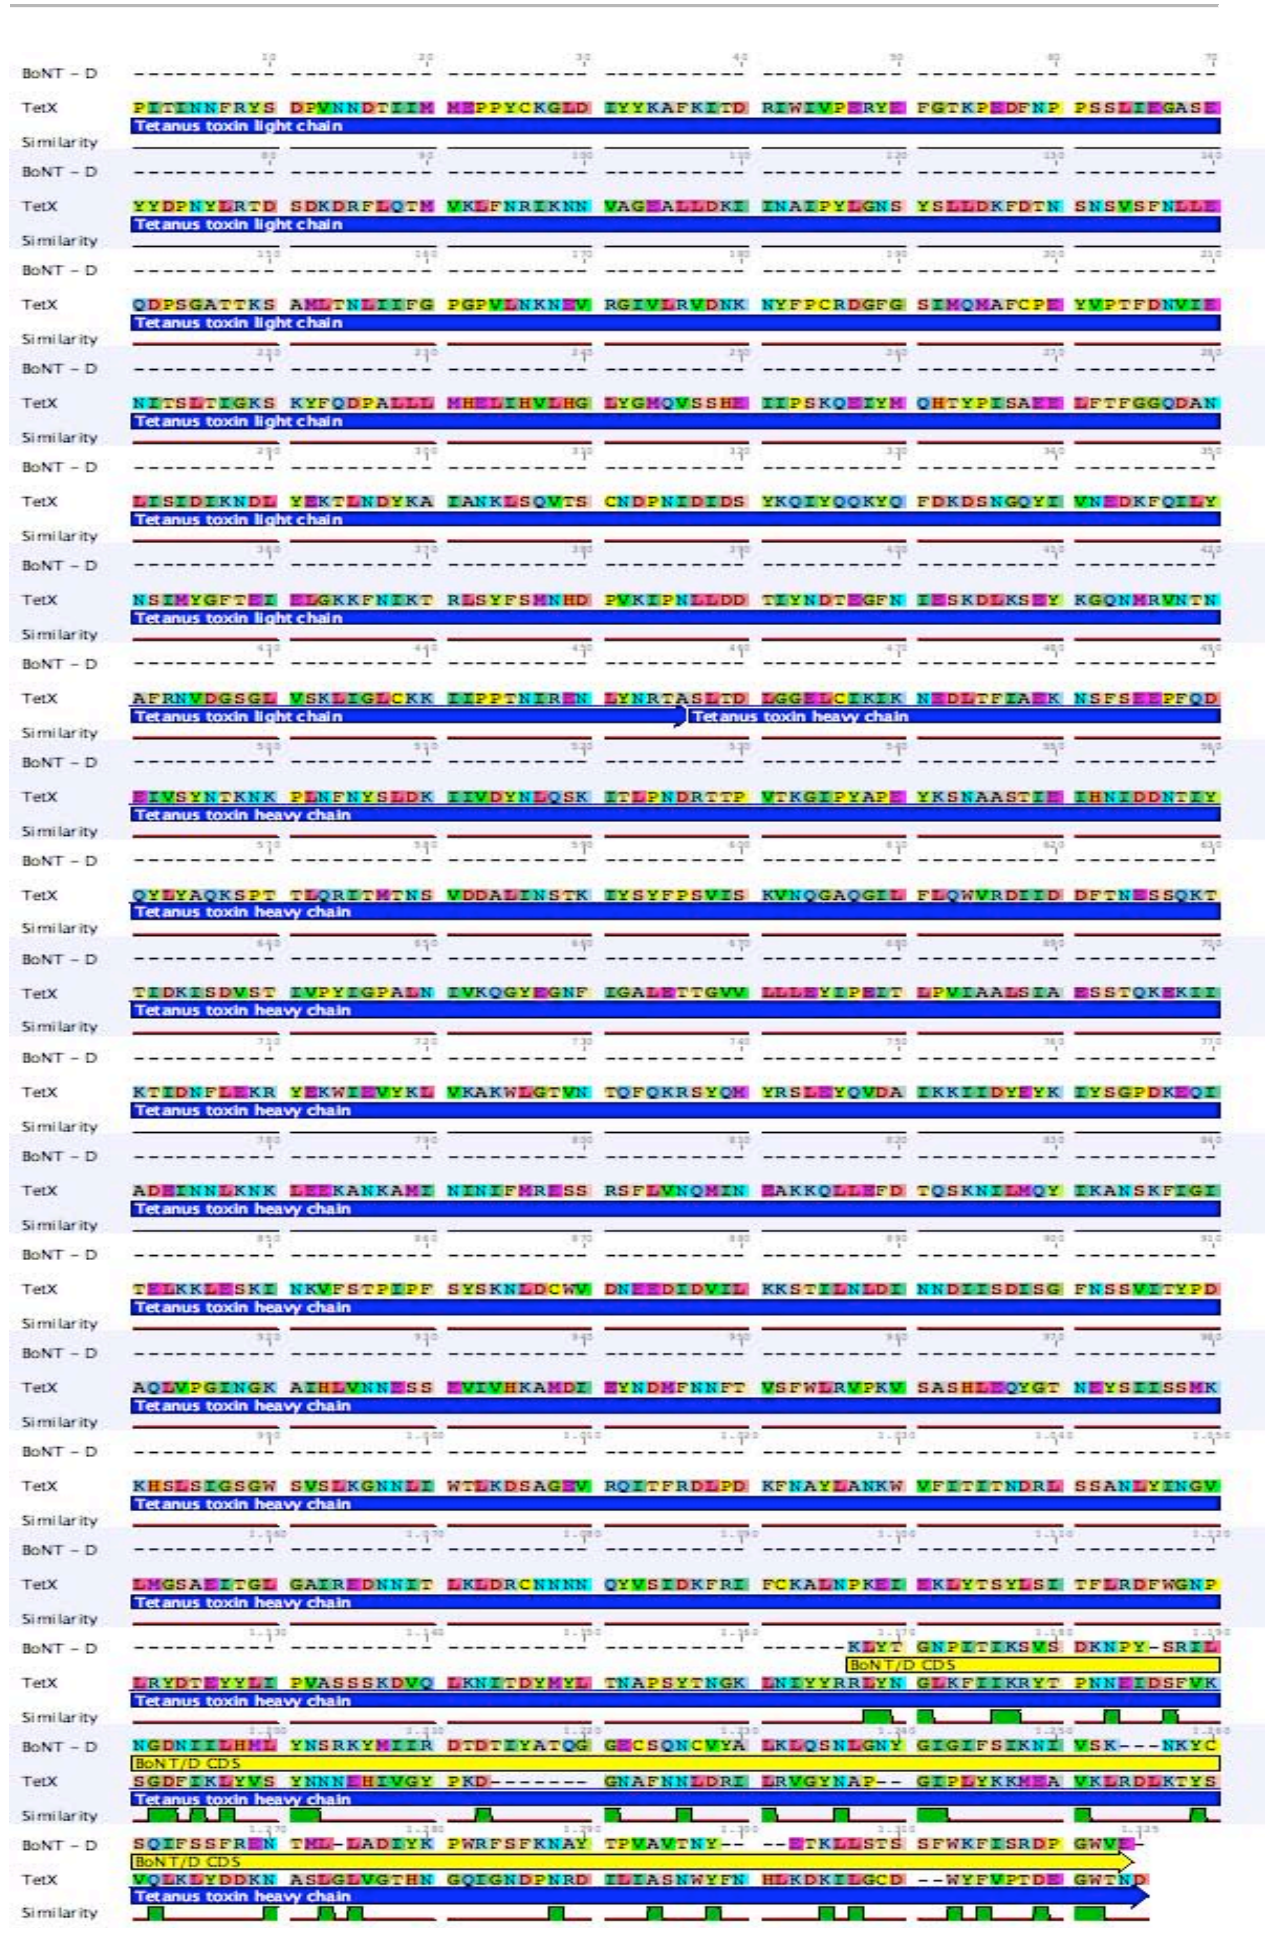 BoNT - D ---------- ---------- ---------- ---------- ---------- ---------- ----------
TetX PITINNFRYS DPVNNDTIIM MEPPYCKGLD IYYKAFKITD RIWIVPERYE FGTKPEDFNP PSSLIEGASE
Tetanus toxin light chain
Similarity
BoNT - D ---------- ---------- ---------- ---------- ---------- ---------- ----------
TetX YYDPNYLRTD SDKDRFLQTM VKLFNRIKNN VAGEALLDKI INAIPYLGNS YSLLDKFDTN SNSVSFNLLE
Tetanus toxin light chain
Similarity
BoNT - D ---------- ---------- ---------- ---------- ---------- ---------- ----------
TetX QDPSGATTKS AMLTNLIIFG PGPVLNKNEV RGIVLRVDNK NYFPCRDGFG SIMQMAFCPE YVPTFDNVIE
Tetanus toxin light chain
Similarity
BoNT - D ---------- ---------- ---------- ---------- ---------- ---------- ----------
TetX NITSLTIGKS KYFQDPALLL MHELIHVLHG LYGMQVSSHE IIPSKQEIYM QHTYPISAEE LFTFGGQDAN
Tetanus toxin light chain
Similarity
BoNT - D ---------- ---------- ---------- ---------- ---------- ---------- ----------
TetX LISIDIKNDL YEKTLNDYKA IANKLSQVTS CNDPNIDIDS YKQIYQQKYQ FDKDSNGQYI VNEDKFQILY
Tetanus toxin light chain
Similarity
BoNT - D ---------- ---------- ---------- ---------- ---------- ---------- ----------
TetX NSIMYGFTEI ELGKKFNIKT RLSYFSMNHD PVKIPNLLDD TIYNDTEGFN IESKDLKSEY KGQNMRVNTN
Tetanus toxin light chain
Similarity
BoNT - D ---------- ---------- ---------- ---------- ---------- ---------- ----------
TetX AFRNVDGSGL VSKLIGLCKK IIPPTNIREN LYNRTASLTD LGGELCIKIK NEDLTFIAEK NSFSEEPFQD
Tetanus toxin light chain Tetanus toxin heavy chain
Similarity
BoNT - D ---------- ---------- ---------- ---------- ---------- ---------- ----------
TetX EIVSYNTKNK PLNFNYSLDK IIVDYNLQSK ITLPNDRTTP VTKGIPYAPE YKSNAASTIE IHNIDDNTIY
Tetanus toxin heavy chain
Similarity
BoNT - D ---------- ---------- ---------- ---------- ---------- ---------- ----------
TetX QYLYAQKSPT TLQRITMTNS VDDALINSTK IYSYFPSVIS KVNQGAQGIL FLQWVRDIID DFTNESSQKT
Tetanus toxin heavy chain
Similarity
BoNT - D ---------- ---------- ---------- ---------- ---------- ---------- ----------
TetX TIDKISDVST IVPYIGPALN IVKQGYEGNF IGALETTGVV LLLEYIPEIT LPVIAALSIA ESSTQKEKII
Tetanus toxin heavy chain
Similarity
BoNT - D ---------- ---------- ---------- ---------- ---------- ---------- ----------
TetX KTIDNFLEKR YEKWIEVYKL VKAKWLGTVN TQFQKRSYQM YRSLEYQVDA IKKIIDYEYK IYSGPDKEQI
Tetanus toxin heavy chain
Similarity
BoNT - D ---------- ---------- ---------- ---------- ---------- ---------- ----------
TetX ADEINNLKNK LEEKANKAMI NINIFMRESS RSFLVNQMIN EAKKQLLEFD TQSKNILMQY IKANSKFIGI
Tetanus toxin heavy chain
Similarity
BoNT - D ---------- ---------- ---------- ---------- ---------- ---------- ----------
TetX TELKKLESKI NKVFSTPIPF SYSKNLDCWV DNEEDIDVIL KKSTILNLDI NNDIISDISG FNSSVITYPD
Tetanus toxin heavy chain
Similarity
BoNT - D ---------- ---------- ---------- ---------- ---------- ---------- ----------
TetX AQLVPGINGK AIHLVNNESS EVIVHKAMDI EYNDMFNNFT VSFWLRVPKV SASHLEQYGT NEYSIISSMK
Tetanus toxin heavy chain
Similarity
BoNT - D ---------- ---------- ---------- ---------- ---------- ---------- ----------
TetX KHSLSIGSGW SVSLKGNNLI WTLKDSAGEV RQITFRDLPD KFNAYLANKW VFITITNDRL SSANLYINGV
Tetanus toxin heavy chain
Similarity
BoNT - D ---------- ---------- ---------- ---------- ---------- ---------- ----------
TetX LMGSAEITGL GAIREDNNIT LKLDRCNNNN QYVSIDKFRI FCKALNPKEI EKLYTSYLSI TFLRDFWGNP
Tetanus toxin heavy chain
Similarity
BoNT - D ---------- ---------- ---------- ---------- ------KLYT GNPITIKSVS DKNPY-SRIL
BoNT/D CDS
TetX LRYDTEYYLI PVASSSKDVQ LKNITDYMYL TNAPSYTNGK LNIYYRRLYN GLKFIIKRYT PNNEIDSFVK
Tetanus toxin heavy chain
Similarity
BoNT - D NGDNIILHML YNSRKYMIIR DTDTIYATQG GECSQNCVYA LKLQSNLGNY GIGIFSIKNI VSK---NKYC
BoNT/D CDS
TetX SGDFIKLYVS YNNNEHIVGY PKD------- GNAFNNLDRI LRVGYNAP-- GIPLYKKMEA VKLRDLKTYS
Tetanus toxin heavy chain
Similarity
BoNT - D SQIFSSFREN TML-LADIYK PWRFSFKNAY TPVAVTNY-- --ETKLLSTS SFWKFISRDP GWVE-
BoNT/D CDS
TetX VQLKLYDDKN ASLGLVGTHN GQIGNDPNRD ILIASNWYFN HLKDKILGCD --WYFVPTDE GWTND
Tetanus toxin heavy chain
Similarity